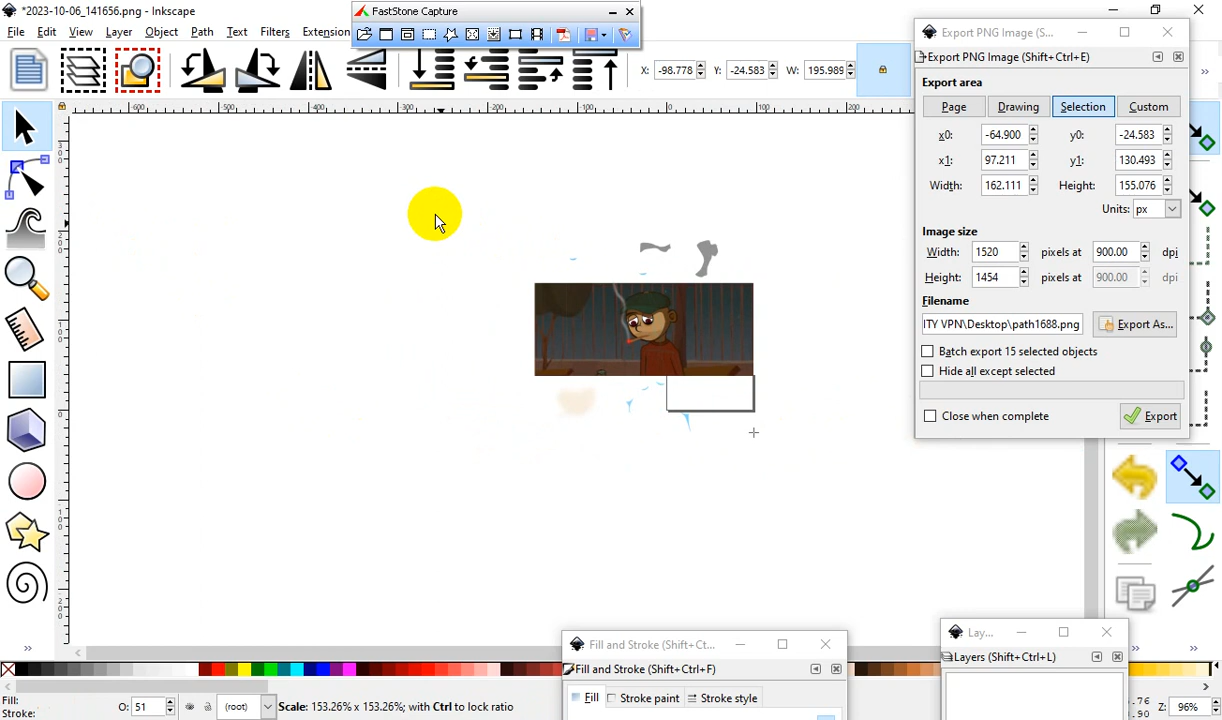 *2023-10-06_141656.png - Inkscape
FastStone Capture
File Edit View Layer Object Path Text Filters Extension
X: -98.778 Y: -24.583 W: 195.989
Export PNG Image (S...
Export PNG Image (Shift+Ctrl+E)
Export area
Page Drawing Selection Custom
x0: -64.900 y0: -24.583
x1: 97.211 y1: 130.493
Width: 162.111 Height: 155.076
Units: px
Image size
Width: 1520 pixels at 900.00 dpi
Height: 1454 pixels at 900.00 dpi
Filename
ITY VPN\Desktop\path1688.png Export As...
Batch export 15 selected objects
Hide all except selected
Close when complete Export
Fill and Stroke (Shift+Ct...
Fill and Stroke (Shift+Ctrl+F)
Fill Stroke paint Stroke style
Lay...
Layers (Shift+Ctrl+L)
Fill:
Stroke:
O: 51 (root) Scale: 153.26% x 153.26%; with Ctrl to lock ratio
Z: 96%